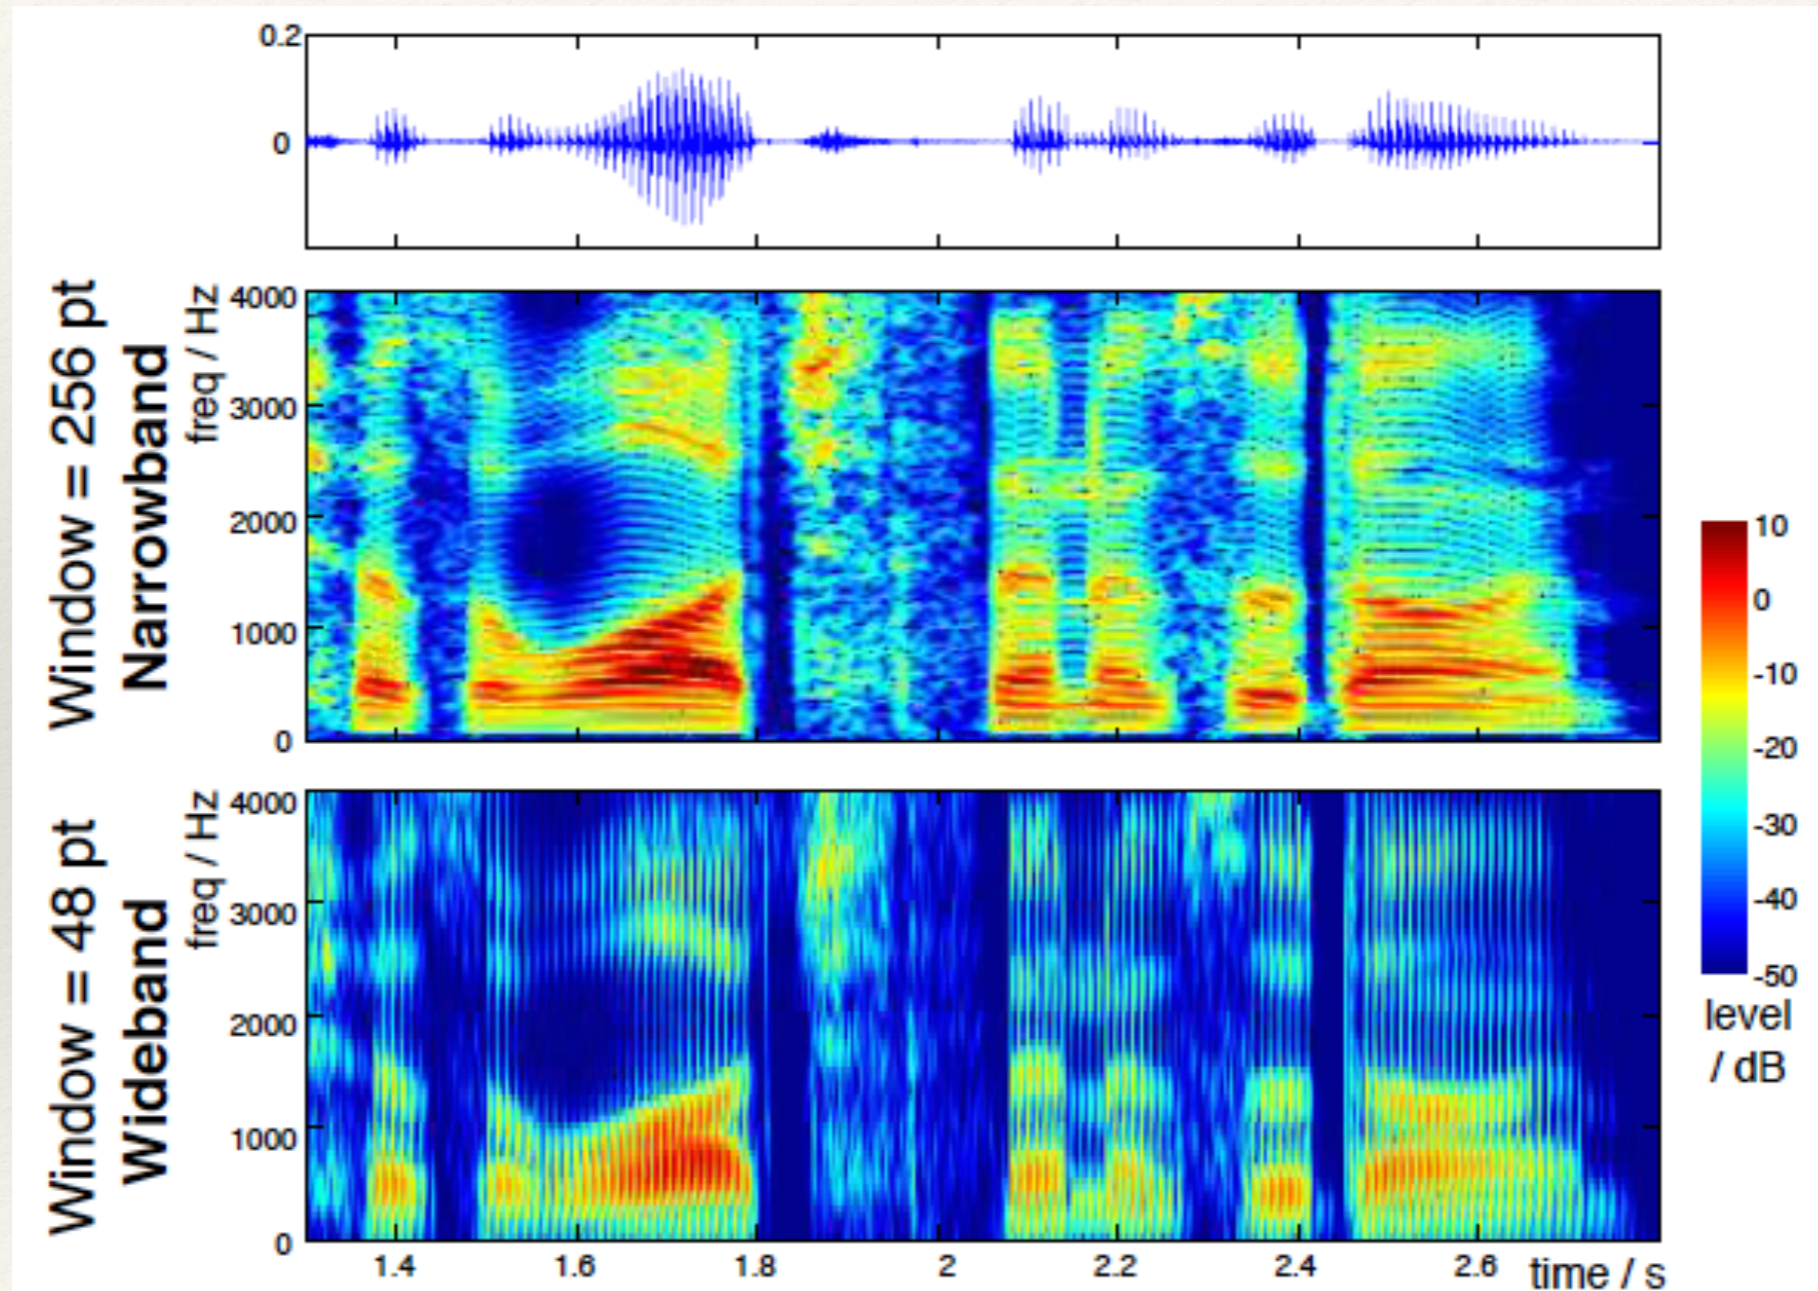 0.2
0
Window = 256 pt
Narrowband
freq / Hz
4000
3000
2000
1000
0
Window = 48 pt
Wideband
freq / Hz
4000
3000
2000
1000
0
1.4 1.6 1.8 2 2.2 2.4 2.6 time / s
10
0
-10
-20
-30
-40
-50
level
/ dB